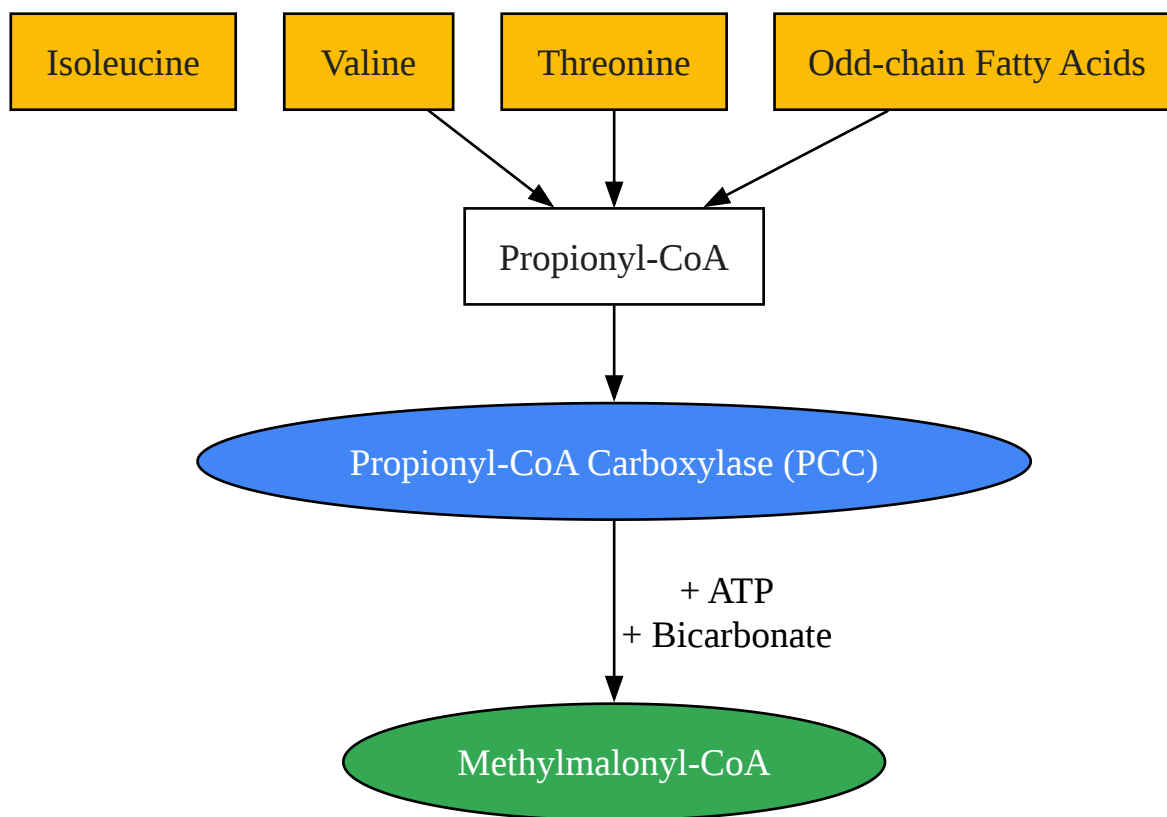 Isoleucine
Valine
Threonine
Odd-chain Fatty Acids
Propionyl-CoA
Propionyl-CoA Carboxylase (PCC)
+ ATP
+ Bicarbonate
Methylmalonyl-CoA